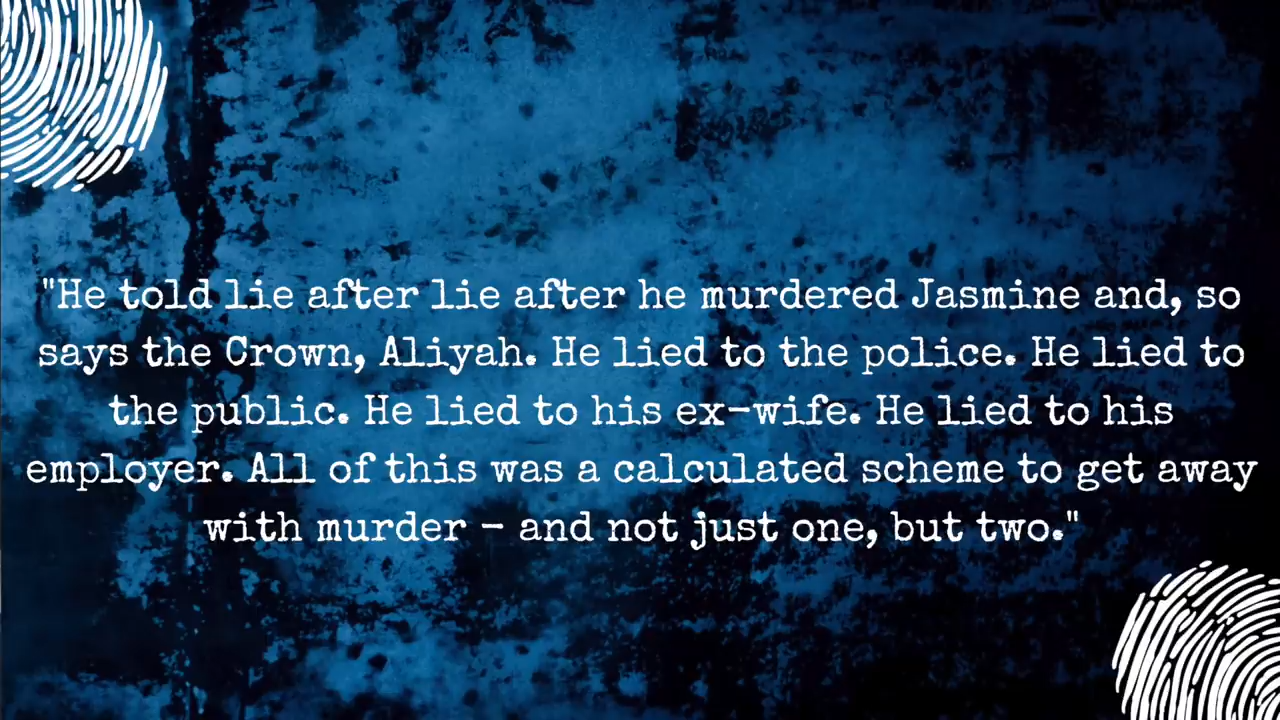 "He told lie after lie after he murdered Jasmine and, so
says the Crown, Aliyah. He lied to the police. He lied to
the public. He lied to his ex-wife. He lied to his
employer. All of this was a calculated scheme to get away
with murder - and not just one, but two."